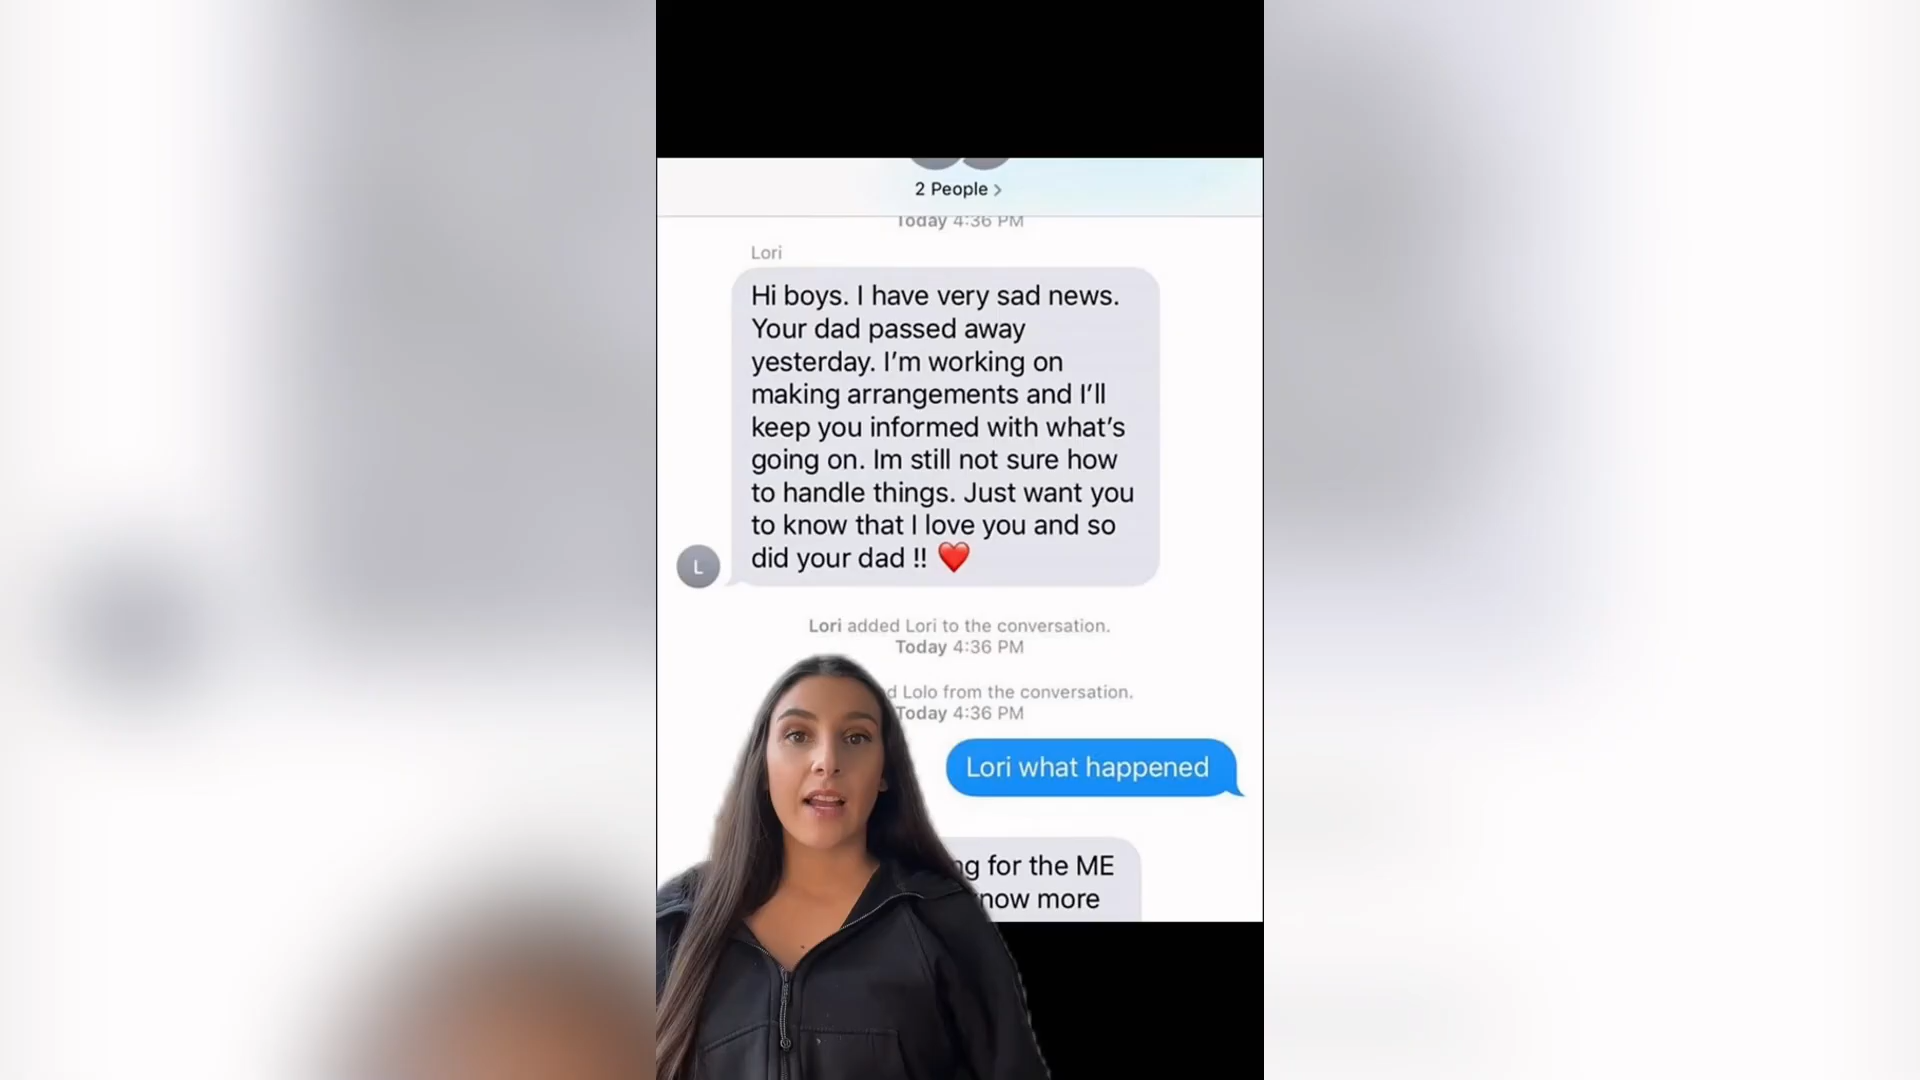 2 People >
Today 4:36 PM
Lori
Hi boys. I have very sad news.
Your dad passed away
yesterday. I'm working on
making arrangements and I'll
keep you informed with what's
going on. Im still not sure how
to handle things. Just want you
to know that I love you and so
did your dad !! ❤️
L
Lori added Lori to the conversation.
Today 4:36 PM
Lolo from the conversation.
Today 4:36 PM
Lori what happened
for the ME
more